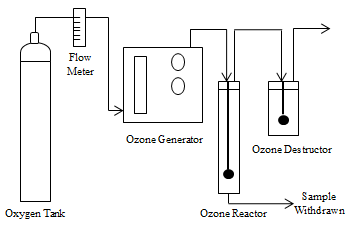 Flow
Meter
Ozone Generator
Ozone Destructor
Sample
Withdrawn
Oxygen Tank
Ozone Reactor